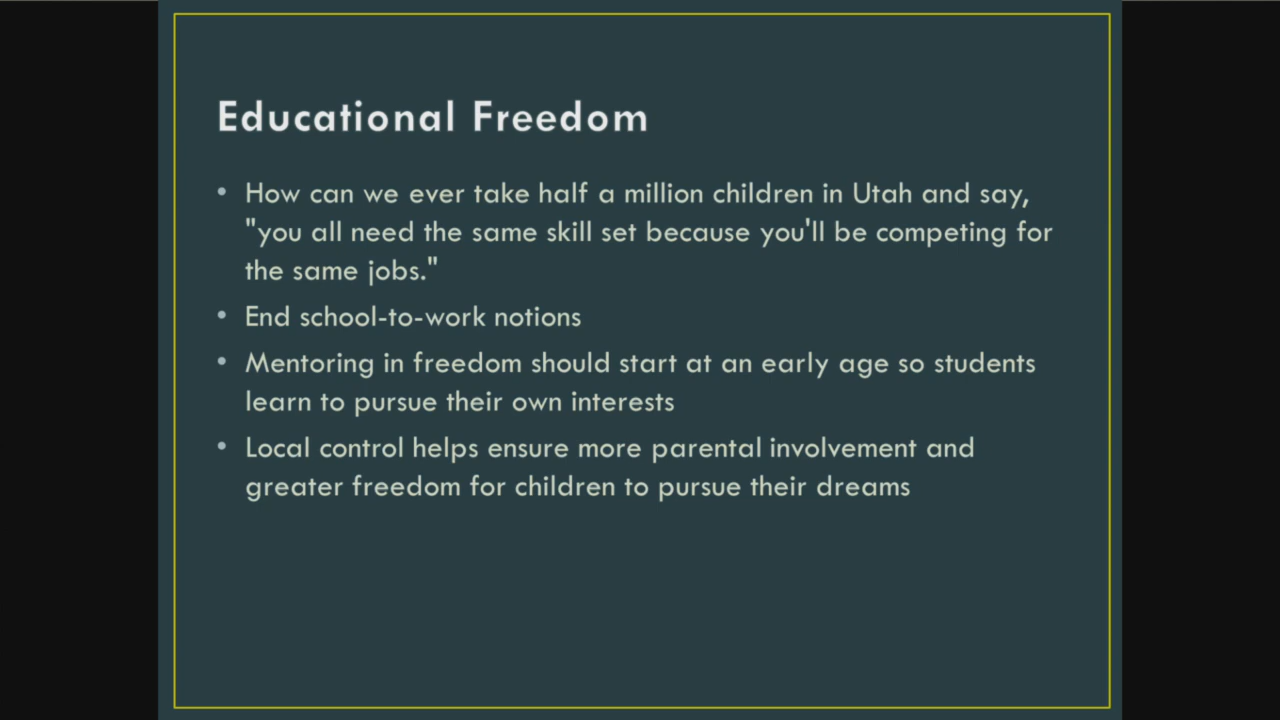 Educational Freedom
• How can we ever take half a million children in Utah and say,
"you all need the same skill set because you'll be competing for
the same jobs."
• End school-to-work notions
• Mentoring in freedom should start at an early age so students
learn to pursue their own interests
• Local control helps ensure more parental involvement and
greater freedom for children to pursue their dreams